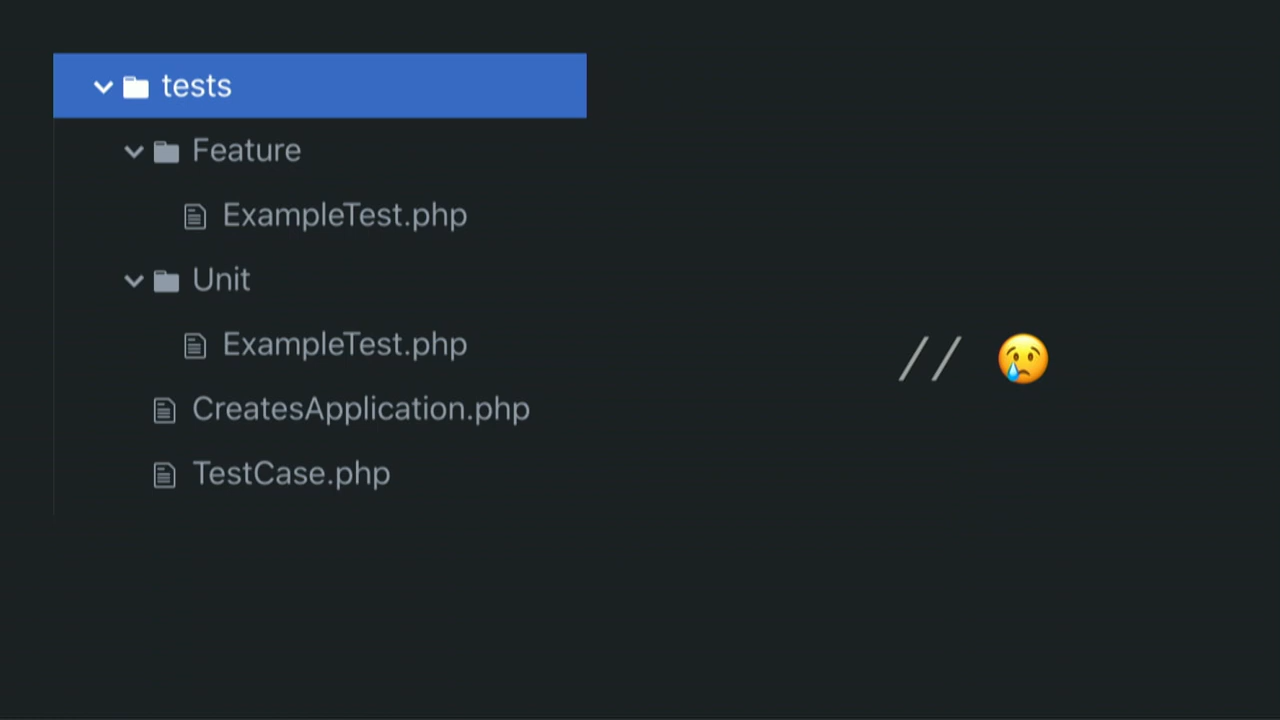 tests
Feature
ExampleTest.php
Unit
ExampleTest.php
// 😢
CreatesApplication.php
TestCase.php